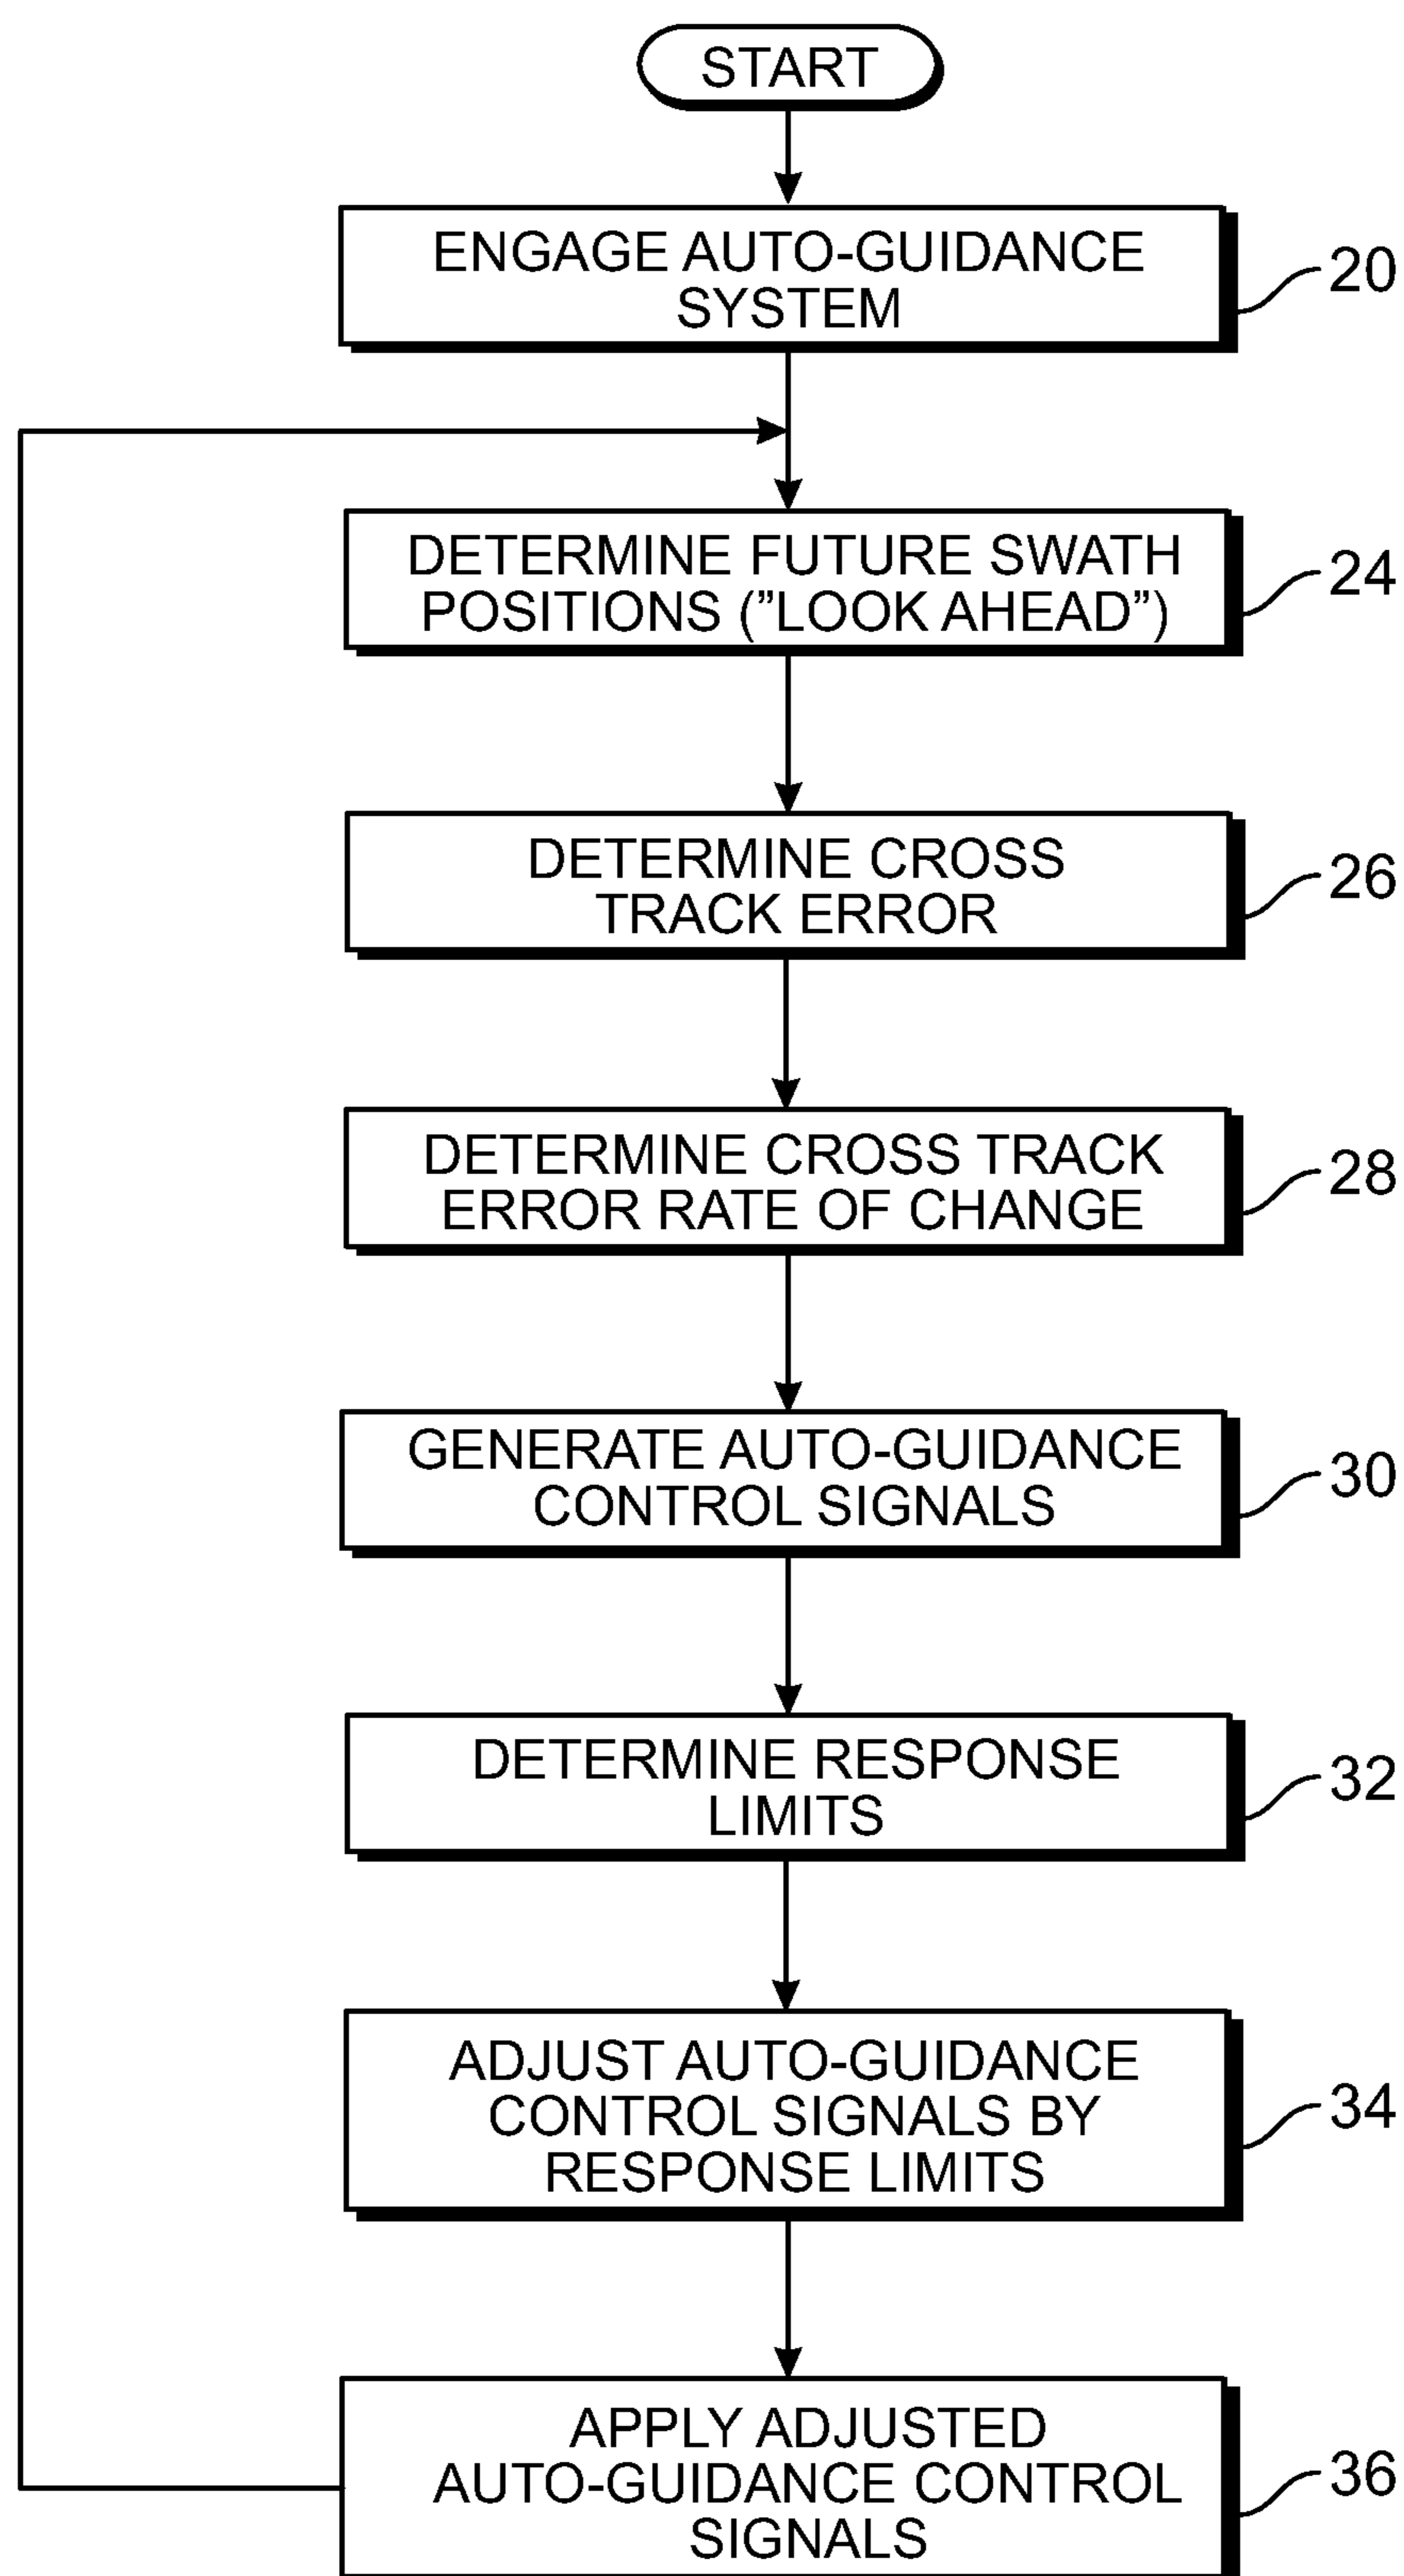 START
ENGAGE AUTO-GUIDANCE
SYSTEM
20
DETERMINE FUTURE SWATH
POSITIONS (”LOOK AHEAD”)
24
DETERMINE CROSS
TRACK ERROR
26
DETERMINE CROSS TRACK
ERROR RATE OF CHANGE
28
GENERATE AUTO-GUIDANCE
CONTROL SIGNALS
30
DETERMINE RESPONSE
LIMITS
32
ADJUST AUTO-GUIDANCE
CONTROL SIGNALS BY
RESPONSE LIMITS
34
APPLY ADJUSTED
AUTO-GUIDANCE CONTROL
SIGNALS
36